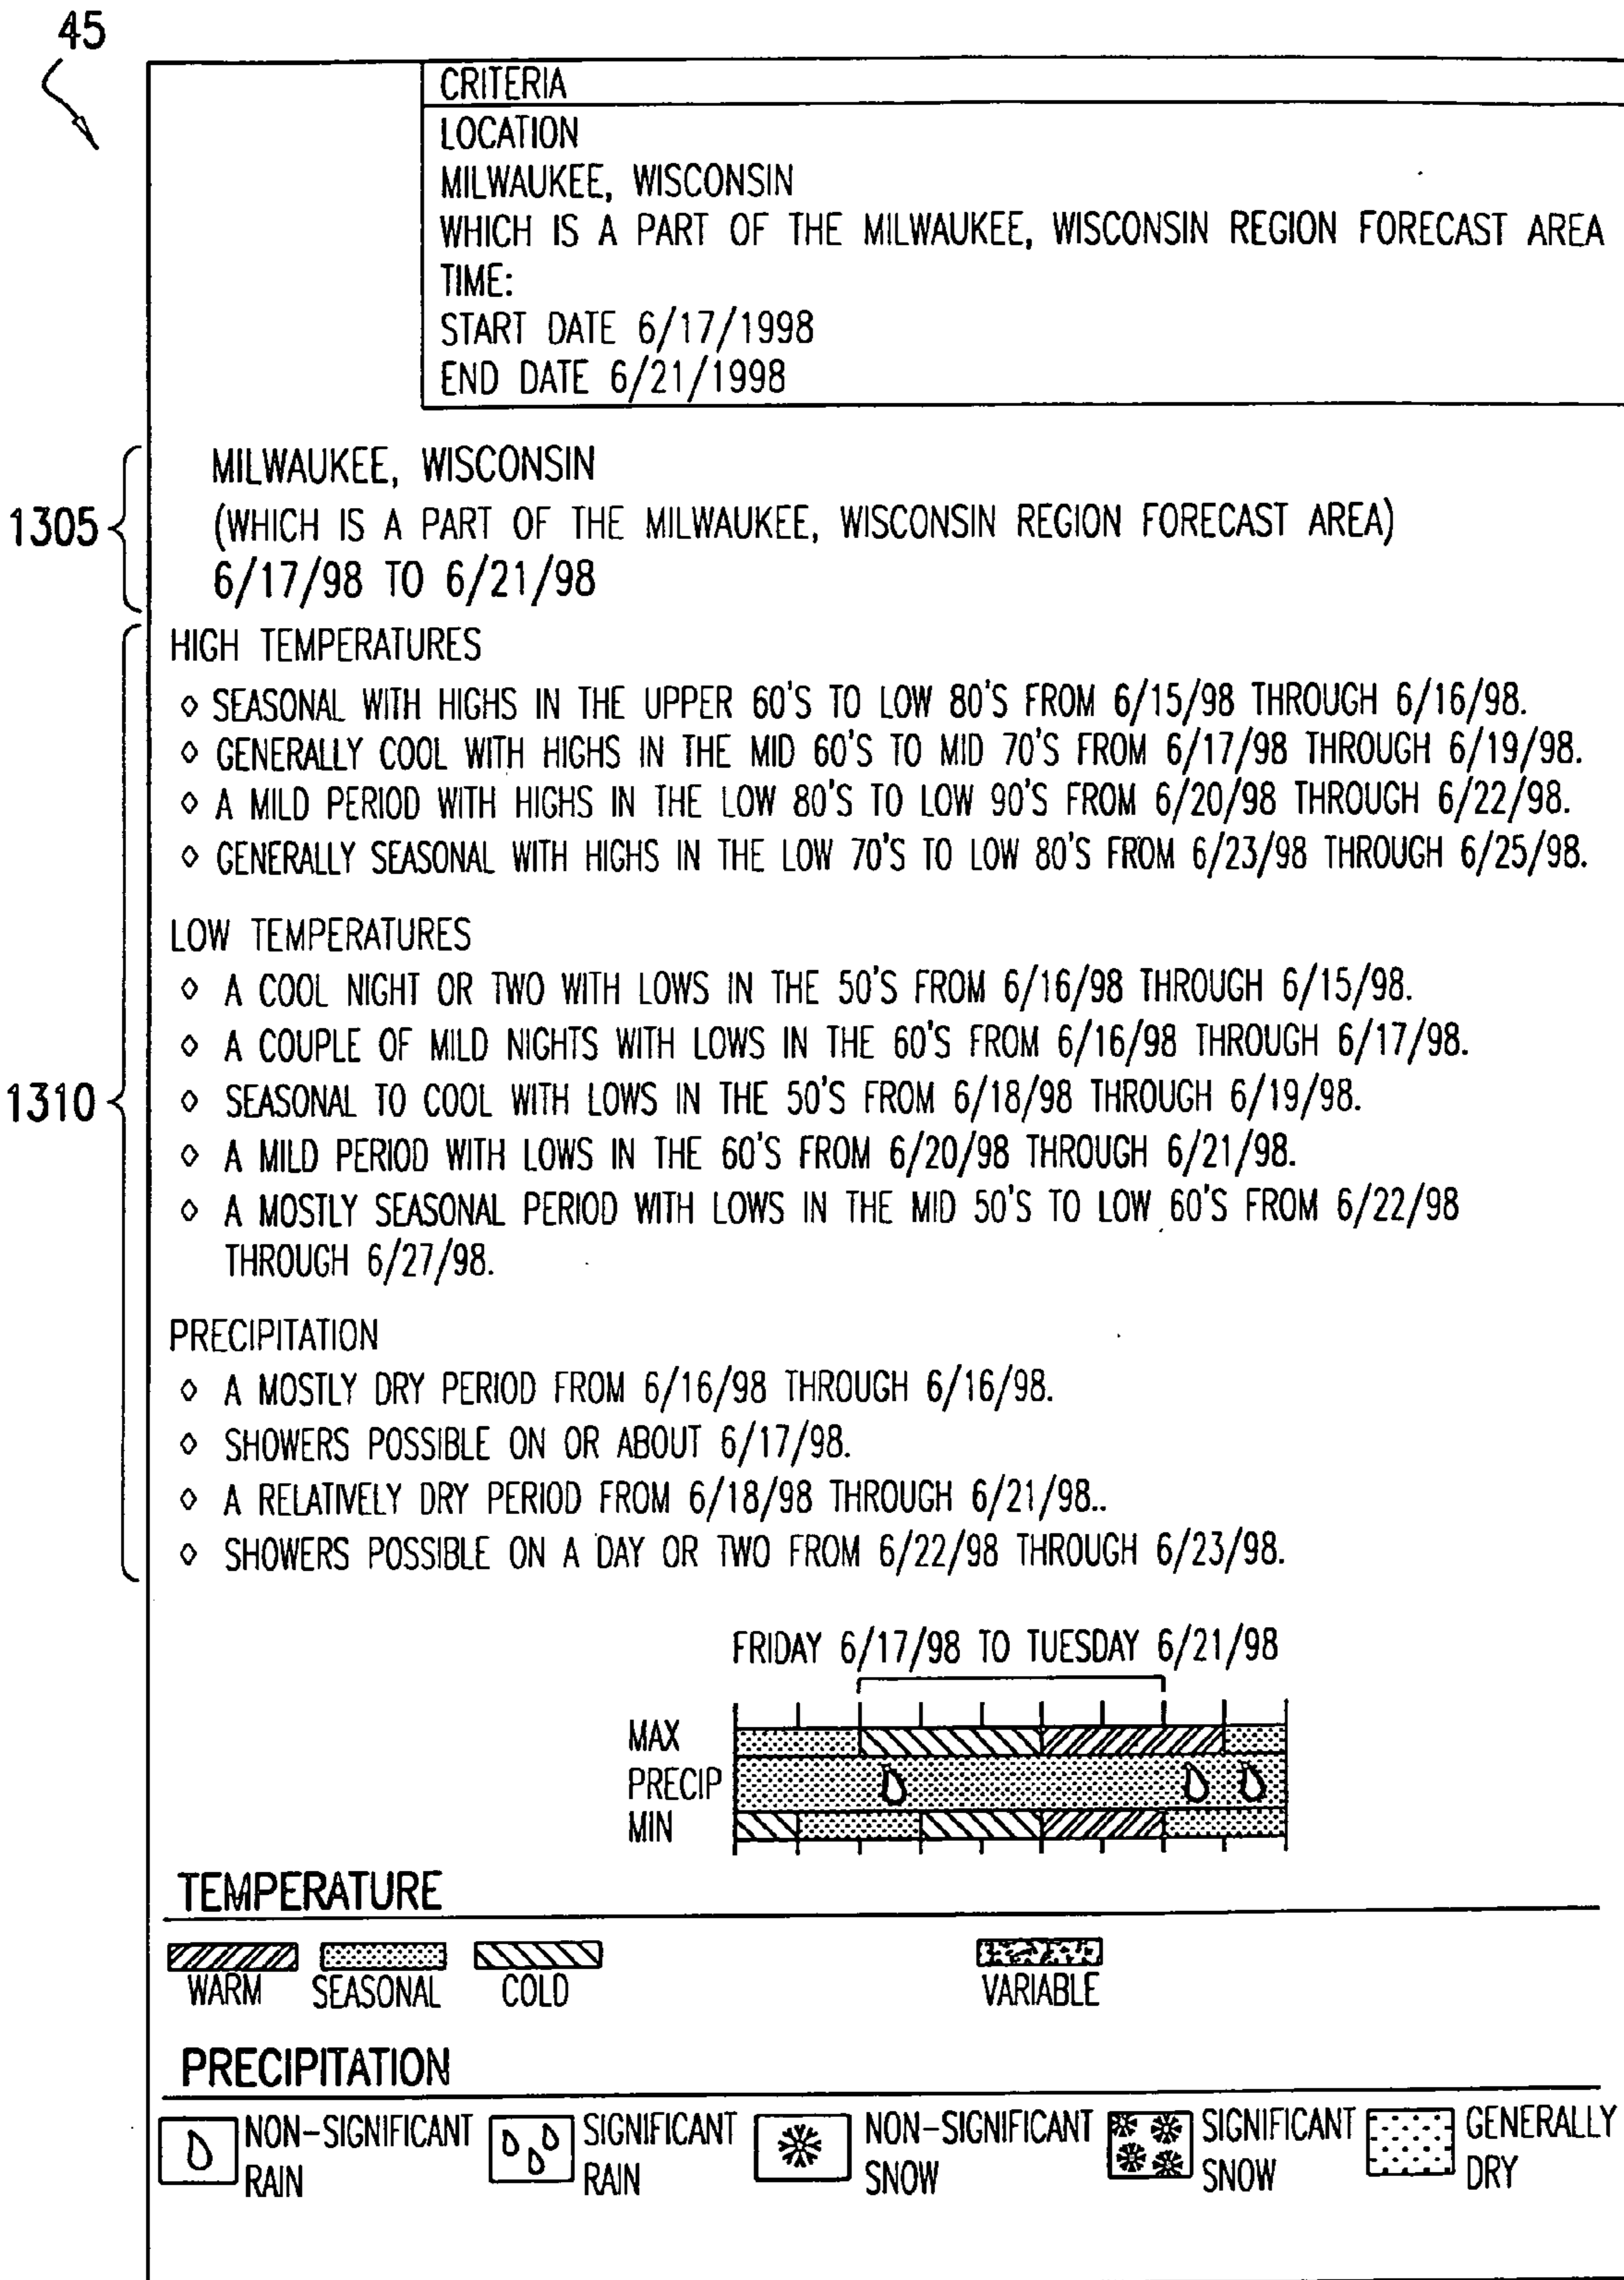 45
CRITERIA
LOCATION
MILWAUKEE, WISCONSIN
WHICH IS A PART OF THE MILWAUKEE, WISCONSIN REGION FORECAST AREA
TIME:
START DATE 6/17/1998
END DATE 6/21/1998
1305
MILWAUKEE, WISCONSIN
(WHICH IS A PART OF THE MILWAUKEE, WISCONSIN REGION FORECAST AREA)
6/17/98 TO 6/21/98
1310
HIGH TEMPERATURES
◇ SEASONAL WITH HIGHS IN THE UPPER 60'S TO LOW 80'S FROM 6/15/98 THROUGH 6/16/98.
◇ GENERALLY COOL WITH HIGHS IN THE MID 60'S TO MID 70'S FROM 6/17/98 THROUGH 6/19/98.
◇ A MILD PERIOD WITH HIGHS IN THE LOW 80'S TO LOW 90'S FROM 6/20/98 THROUGH 6/22/98.
◇ GENERALLY SEASONAL WITH HIGHS IN THE LOW 70'S TO LOW 80'S FROM 6/23/98 THROUGH 6/25/98.
LOW TEMPERATURES
◇ A COOL NIGHT OR TWO WITH LOWS IN THE 50'S FROM 6/16/98 THROUGH 6/15/98.
◇ A COUPLE OF MILD NIGHTS WITH LOWS IN THE 60'S FROM 6/16/98 THROUGH 6/17/98.
◇ SEASONAL TO COOL WITH LOWS IN THE 50'S FROM 6/18/98 THROUGH 6/19/98.
◇ A MILD PERIOD WITH LOWS IN THE 60'S FROM 6/20/98 THROUGH 6/21/98.
◇ A MOSTLY SEASONAL PERIOD WITH LOWS IN THE MID 50'S TO LOW 60'S FROM 6/22/98
THROUGH 6/27/98.
PRECIPITATION
◇ A MOSTLY DRY PERIOD FROM 6/16/98 THROUGH 6/16/98.
◇ SHOWERS POSSIBLE ON OR ABOUT 6/17/98.
◇ A RELATIVELY DRY PERIOD FROM 6/18/98 THROUGH 6/21/98..
◇ SHOWERS POSSIBLE ON A DAY OR TWO FROM 6/22/98 THROUGH 6/23/98.
FRIDAY 6/17/98 TO TUESDAY 6/21/98
MAX
PRECIP
MIN
TEMPERATURE
WARM SEASONAL COLD VARIABLE
PRECIPITATION
NON-SIGNIFICANT SIGNIFICANT NON-SIGNIFICANT SIGNIFICANT GENERALLY
RAIN RAIN SNOW SNOW DRY